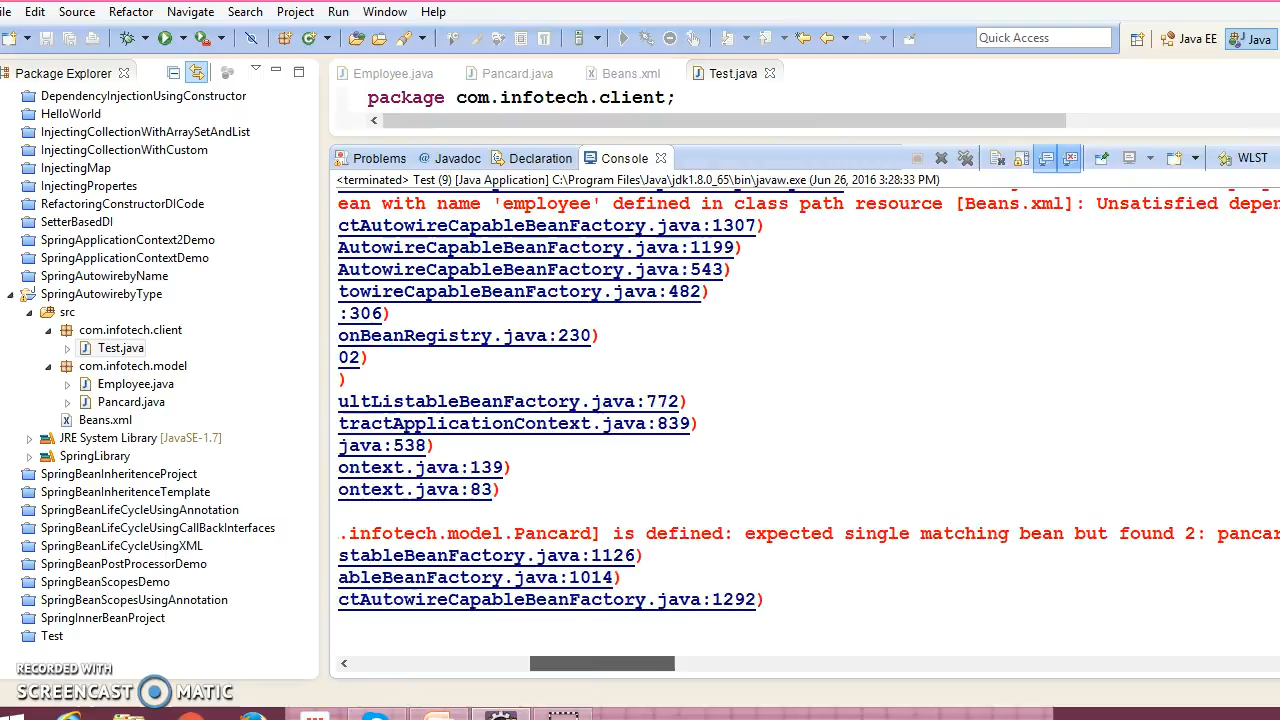 ile Edit Source Refactor Navigate Search Project Run Window Help
Quick Access Java EE Java
Package Explorer
Employee.java Pancard.java Beans.xml Test.java
package com.infotech.client;
DependencyInjectionUsingConstructor
HelloWorld
InjectingCollectionWithArraySetAndList
InjectingCollectionWithCustom
InjectingMap
InjectingPropertes
RefactoringConstructorDICode
SetterBasedDI
SpringApplicationContext2Demo
SpringApplicationContextDemo
SpringAutowirebyName
SpringAutowirebyType
src
com.infotech.client
Test.java
com.infotech.model
Employee.java
Pancard.java
Beans.xml
JRE System Library [JavaSE-1.7]
SpringLibrary
SpringBeanInheritenceProject
SpringBeanInheritenceTemplate
SpringBeanLifeCycleUsingAnnotation
SpringBeanLifeCycleUsingCallBackInterfaces
SpringBeanLifeCycleUsingXML
SpringBeanPostProcessorDemo
SpringBeanScopesDemo
SpringBeanScopesUsingAnnotation
SpringInnerBeanProject
Test
Problems Javadoc Declaration Console WLST
<terminated> Test (9) [Java Application] C:\Program Files\Java\jdk1.8.0_65\bin\javaw.exe (Jun 26, 2016 3:28:33 PM)
ean with name 'employee' defined in class path resource [Beans.xml]: Unsatisfied depen
ctAutowireCapableBeanFactory.java:1307)
AutowireCapableBeanFactory.java:1199)
AutowireCapableBeanFactory.java:543)
towireCapableBeanFactory.java:482)
:306)
onBeanRegistry.java:230)
02)
)
ultListableBeanFactory.java:772)
tractApplicationContext.java:839)
java:538)
ontext.java:139)
ontext.java:83)
.infotech.model.Pancard] is defined: expected single matching bean but found 2: pancar
stableBeanFactory.java:1126)
ableBeanFactory.java:1014)
ctAutowireCapableBeanFactory.java:1292)
RECORDED WITH
SCREENCAST MATIC